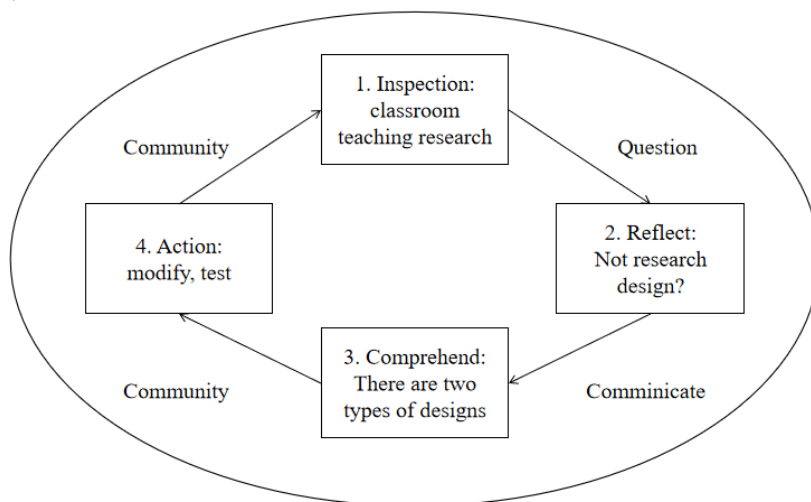 1. Inspection:
classroom
teaching research
Community
Question
4. Action:
modify, test
2. Reflect:
Not research
design?
3. Comprehend:
There are two
types of designs
Community
Comminicate